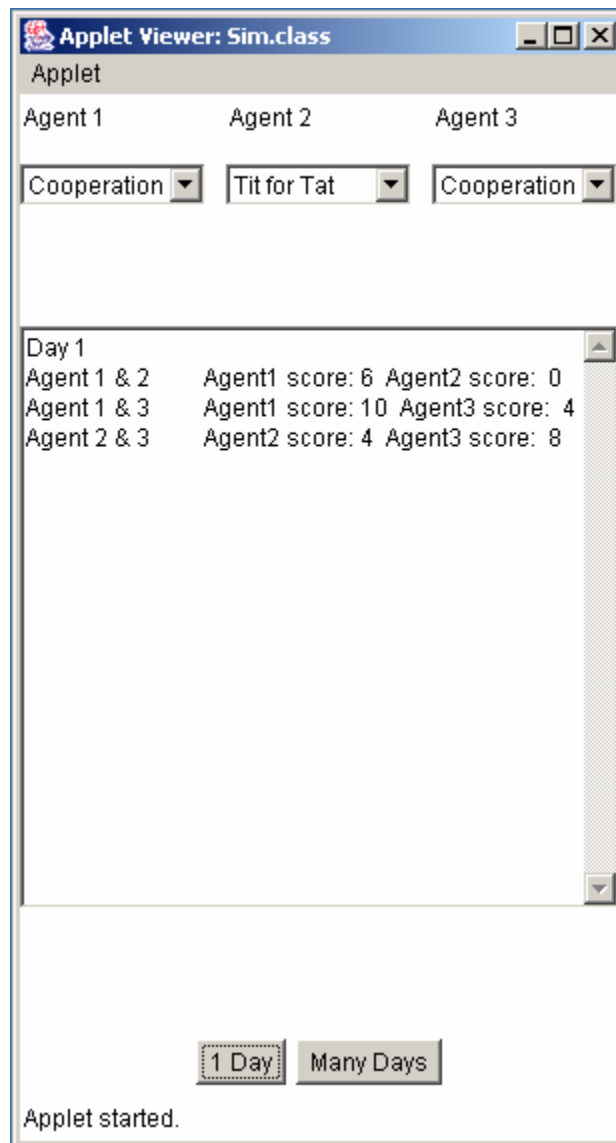 Applet Viewer: Sim.class
Applet
Agent 1 Agent 2 Agent 3
Cooperation Tit for Tat Cooperation
Day 1
Agent 1 & 2 Agent1 score: 6 Agent2 score: 0
Agent 1 & 3 Agent1 score: 10 Agent3 score: 4
Agent 2 & 3 Agent2 score: 4 Agent3 score: 8
1 Day Many Days
Applet started.